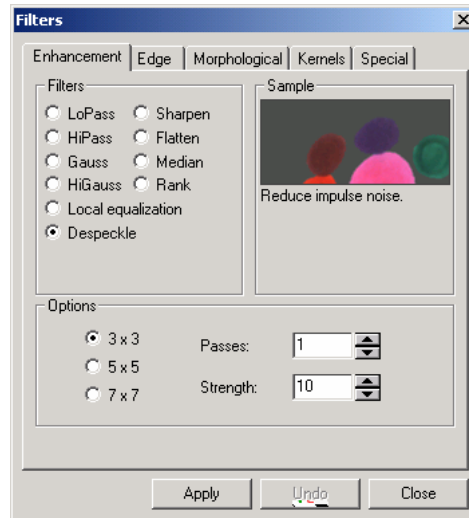 Filters
Enhancement Edge Morphological Kernels Special
Filters
LoPass Sharpen
HiPass Flatten
Gauss Median
HiGauss Rank
Local equalization
Despeckle
Sample
Reduce impulse noise.
Options
3 x 3
5 x 5
7 x 7
Passes: 1
Strength: 10
Apply Undo Close